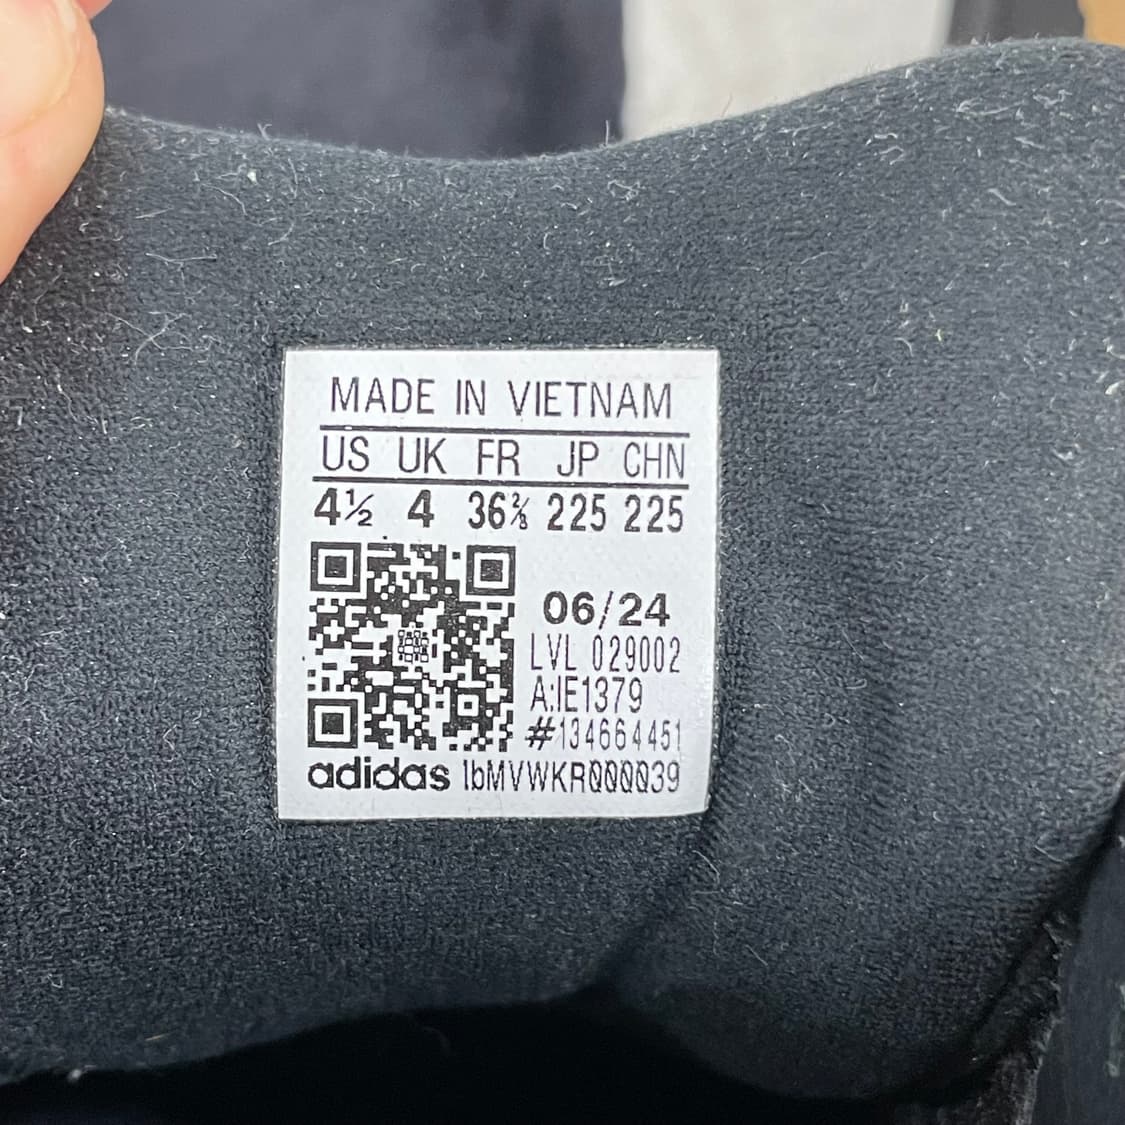 MADE IN VIETNAM
US UK FR JP CHN
4½ 4 36⅔ 225 225
06/24
LVL 029002
A:IE1379
#134664451
adidas 1bMVWKR000039